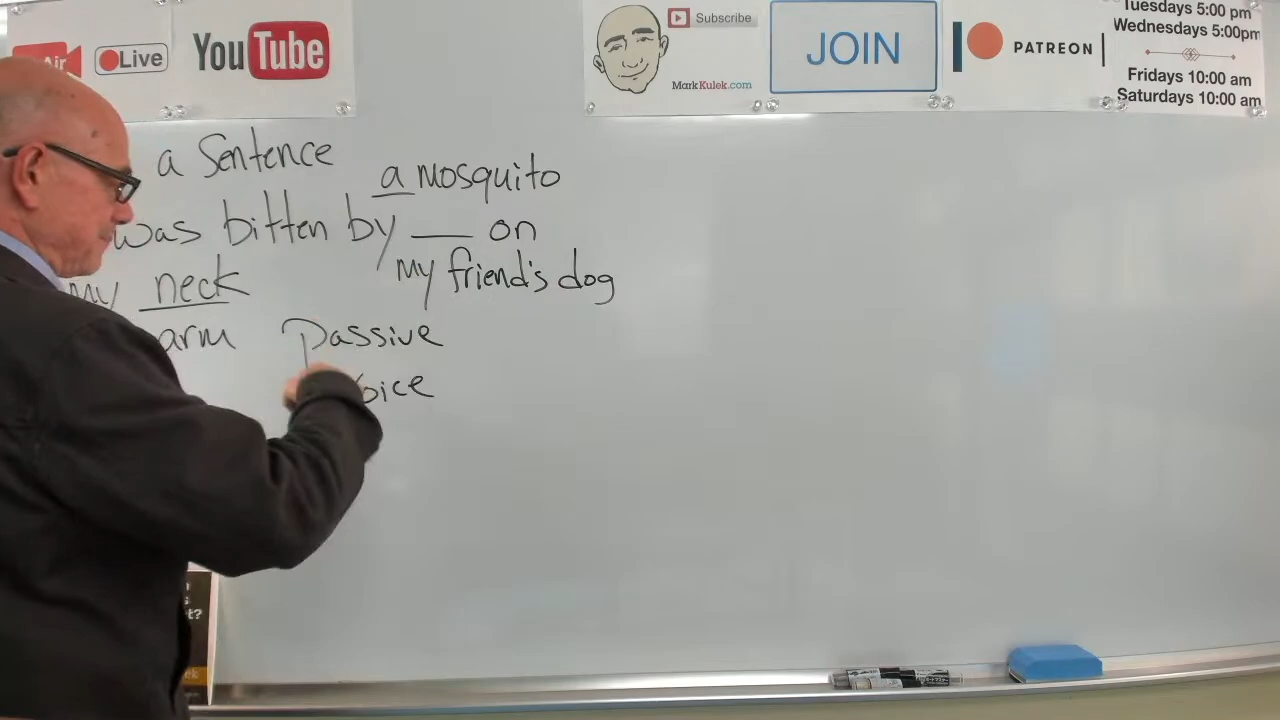 Air
Live
YouTube
Subscribe
MarkKulek.com
JOIN
PATREON
Tuesdays 5:00 pm
Wednesdays 5:00pm
Fridays 10:00 am
Saturdays 10:00 am
a Sentence
a mosquito
was bitten by ___ on
my friend's dog
my neck
arm
Passive
t?